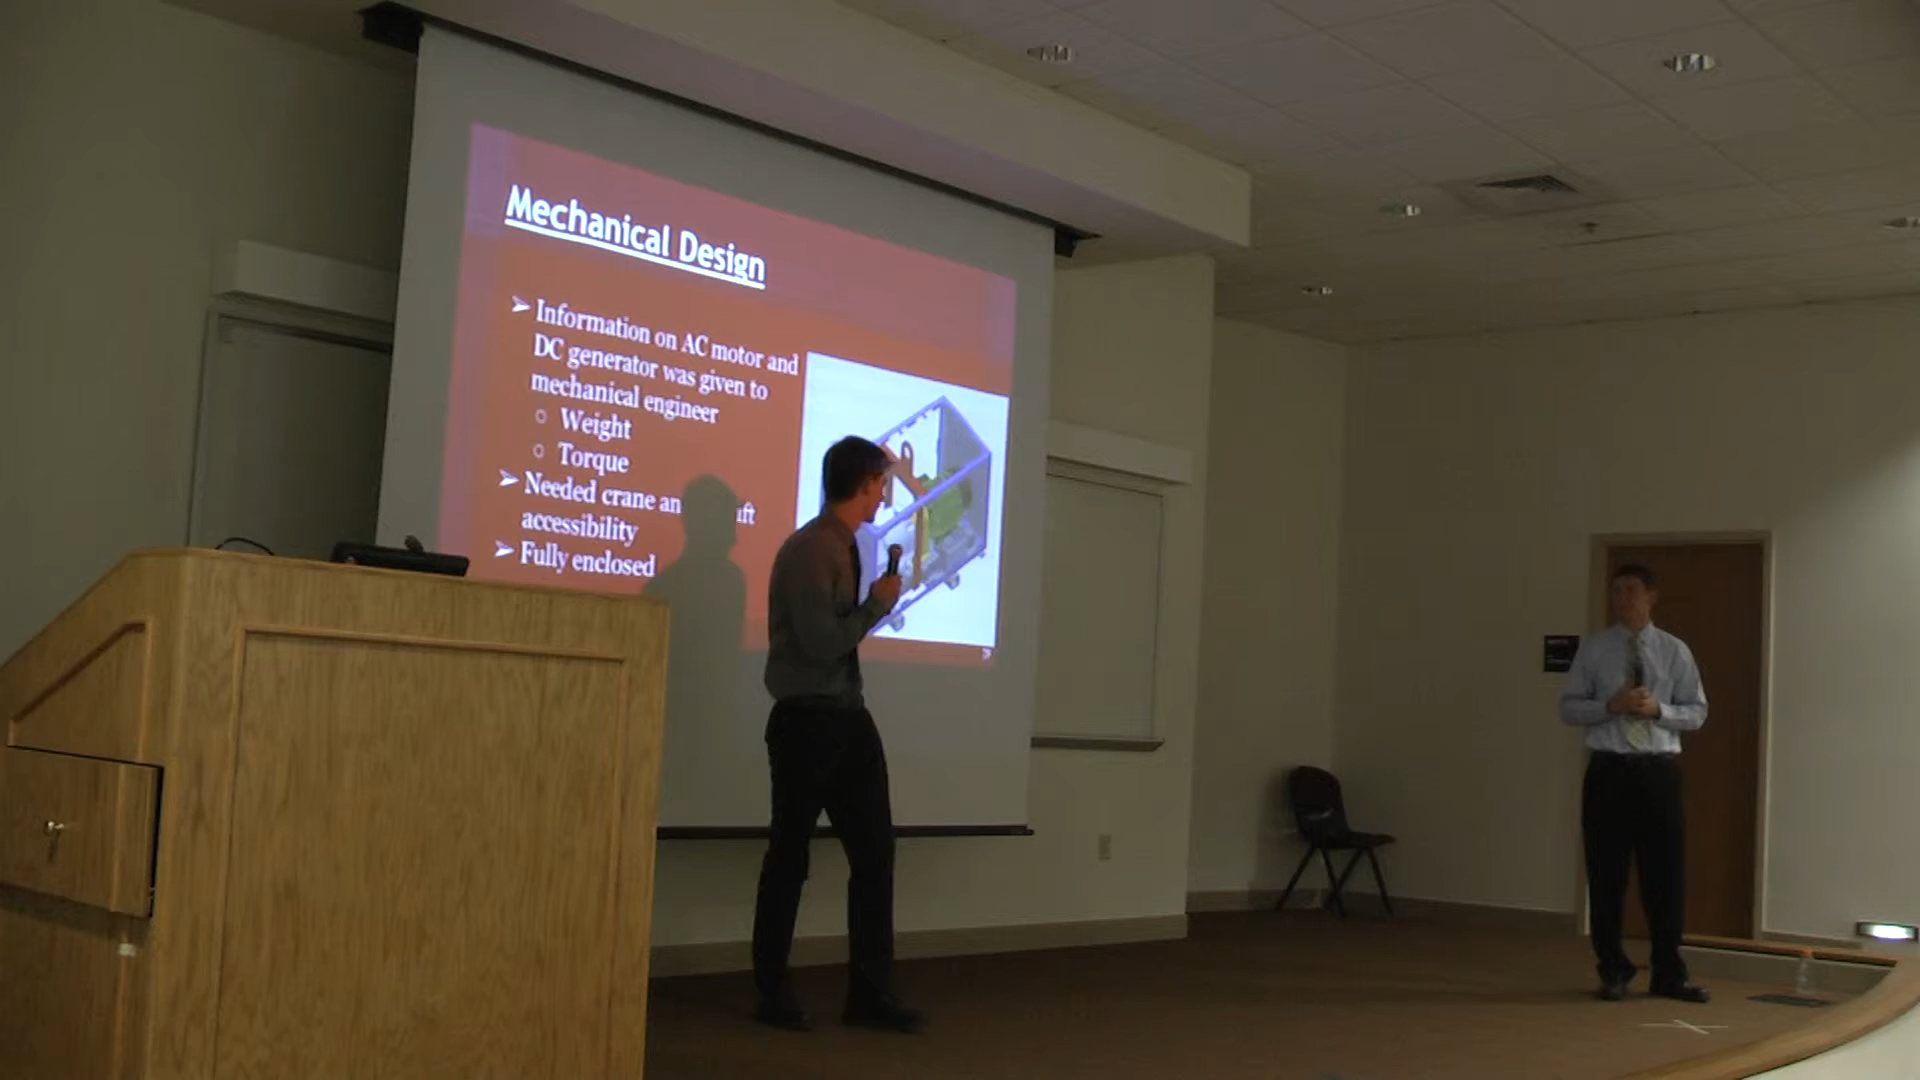 Mechanical Design
➢ Information on AC motor and
DC generator was given to
mechanical engineer
○ Weight
○ Torque
➢ Needed crane
accessibility
➢ Fully enclosed